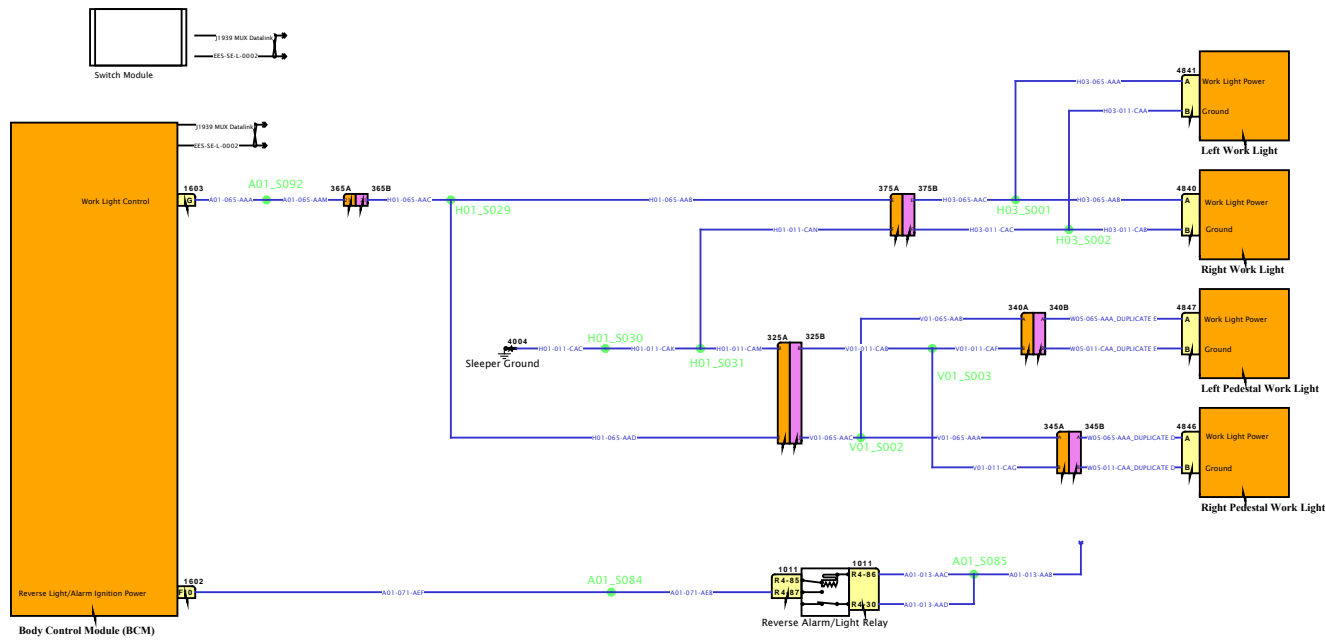 J1939 MUX Datalink
EES-SE-L-0002
Switch Module
J1939 MUX Datalink
EES-SE-L-0002
4841
A
Work Light Power
H03-065-AAA
B
Ground
H03-011-CAA
Left Work Light
1603
G
Work Light Control
A01-065-AAA
A01_S092
A01-065-AAM
365A
365B
H01-065-AAC
H01_S029
H01-065-AAB
375A
375B
H03-065-AAC
H03_S001
H03-065-AAB
4840
A
Work Light Power
H01-011-CAN
H03-011-CAC
H03_S002
H03-011-CAB
B
Ground
Right Work Light
4004
Sleeper Ground
H01-011-CAC
H01_S030
H01-011-CAK
H01_S031
H01-011-CAM
325A
325B
V01-065-AAB
340A
340B
W05-065-AAA_DUPLICATE E
4847
A
Work Light Power
V01-011-CAB
V01_S003
V01-011-CAF
W05-011-CAA_DUPLICATE E
B
Ground
Left Pedestal Work Light
H01-065-AAD
V01-065-AAC
V01_S002
V01-065-AAA
345A
345B
W05-065-AAA_DUPLICATE D
4846
A
Work Light Power
V01-011-CAG
W05-011-CAA_DUPLICATE D
B
Ground
Right Pedestal Work Light
1602
Reverse Light/Alarm Ignition Power
A01-071-AEF
A01_S084
A01-071-AEB
1011
R4-85
R4-87
1011
R4-86
R4-30
Reverse Alarm/Light Relay
A01-013-AAC
A01_S085
A01-013-AAB
A01-013-AAD
Body Control Module (BCM)